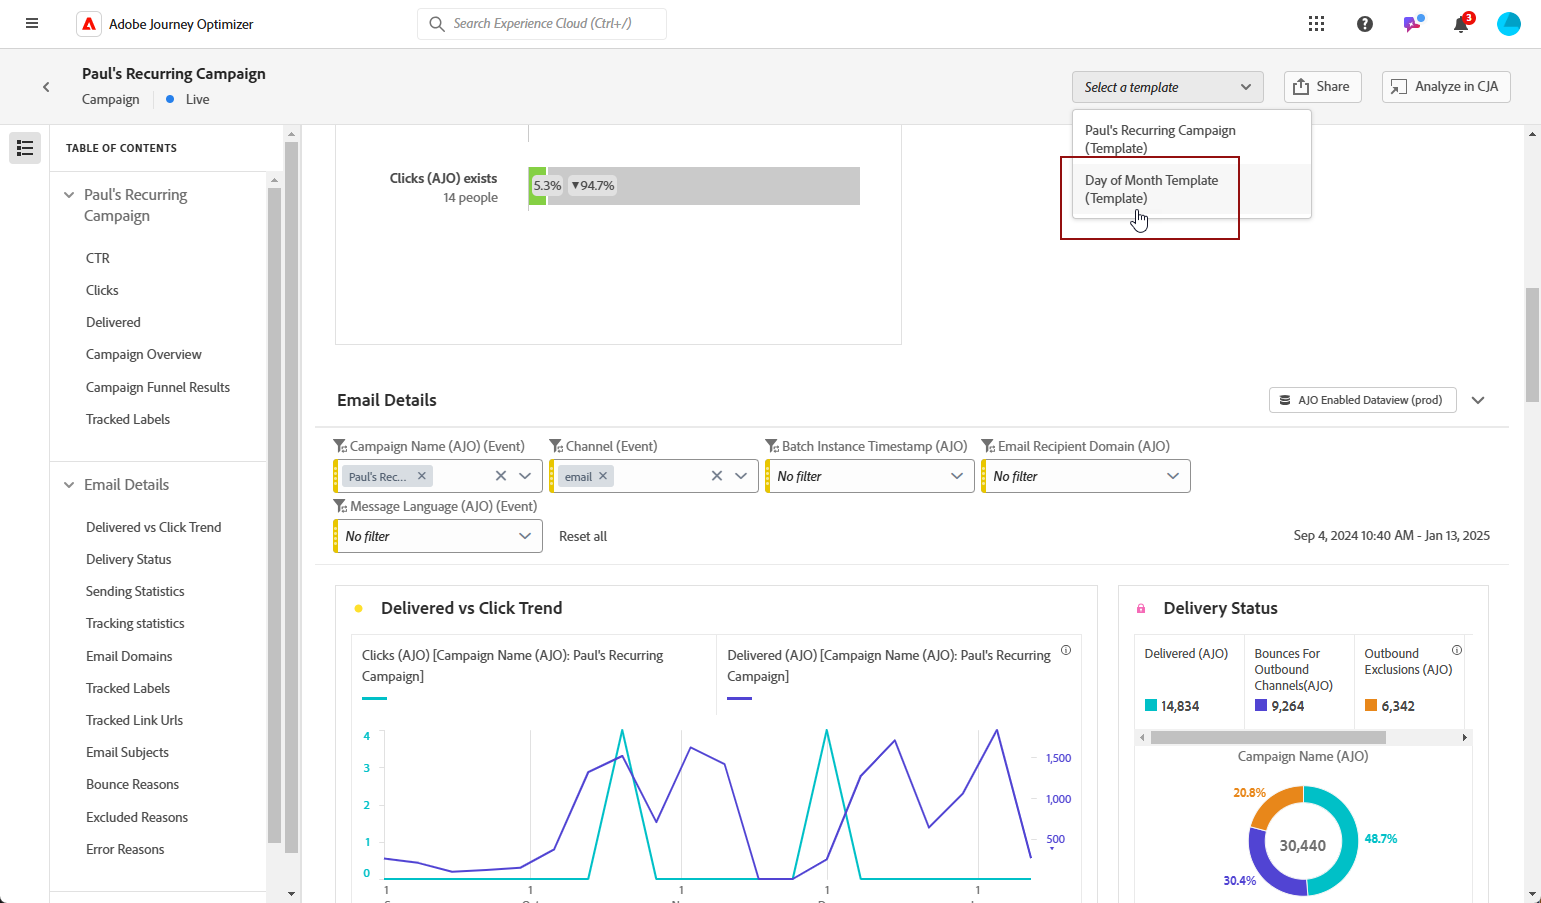 Adobe Journey Optimizer
Search Experience Cloud (Ctrl+/)
3
Paul's Recurring Campaign
Campaign
Live
Select a template
Share
Analyze in CJA
Paul's Recurring Campaign
(Template)
Day of Month Template
(Template)
TABLE OF CONTENTS
Paul's Recurring
Campaign
CTR
Clicks
Delivered
Campaign Overview
Campaign Funnel Results
Tracked Labels
Email Details
Delivered vs Click Trend
Delivery Status
Sending Statistics
Tracking statistics
Email Domains
Tracked Labels
Tracked Link Urls
Email Subjects
Bounce Reasons
Excluded Reasons
Error Reasons
Clicks (AJO) exists
14 people
5.3% ▼94.7%
Email Details
AJO Enabled Dataview (prod)
Campaign Name (AJO) (Event)
Paul's Rec...
Channel (Event)
email
Batch Instance Timestamp (AJO)
No filter
Email Recipient Domain (AJO)
No filter
Message Language (AJO) (Event)
No filter
Reset all
Sep 4, 2024 10:40 AM - Jan 13, 2025
Delivered vs Click Trend
Clicks (AJO) [Campaign Name (AJO): Paul's Recurring
Campaign]
Delivered (AJO) [Campaign Name (AJO): Paul's Recurring
Campaign]
4
3
2
1
0
1,500
1,000
500
1
1
1
1
1
Delivery Status
Delivered (AJO)
14,834
Bounces For
Outbound
Channels(AJO)
9,264
Outbound
Exclusions (AJO)
6,342
Campaign Name (AJO)
20.8%
48.7%
30,440
30.4%